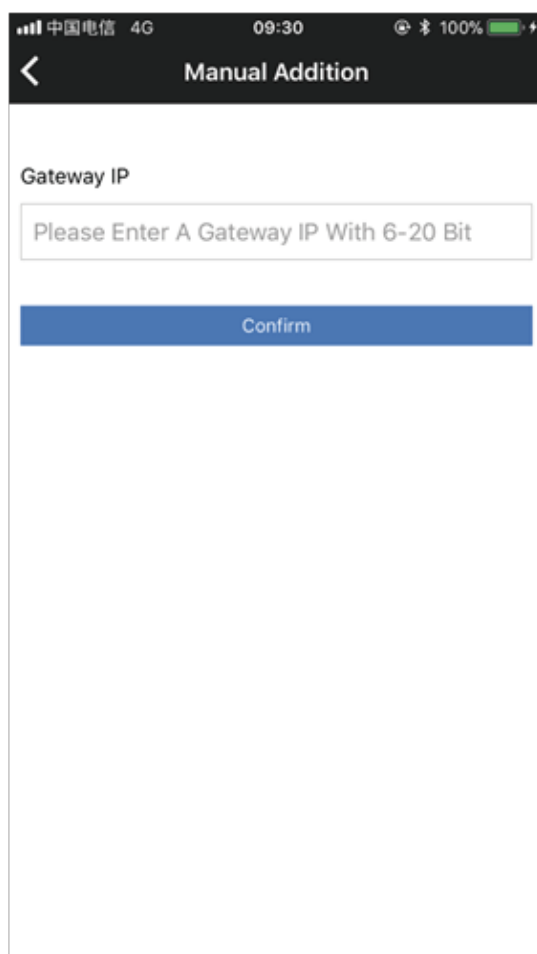 中国电信 4G 09:30 100%
Manual Addition
Gateway IP
Please Enter A Gateway IP With 6-20 Bit
Confirm